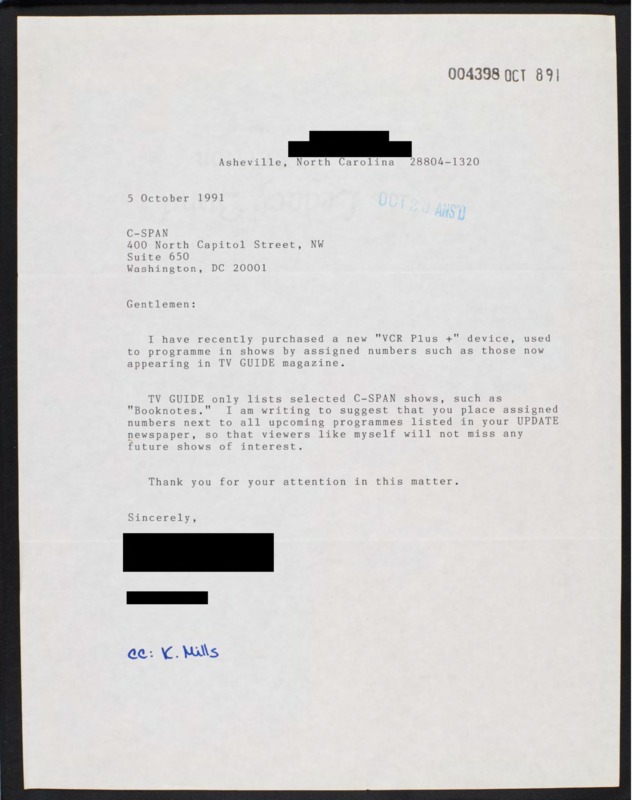 004398 OCT 8 91
Asheville, North Carolina 28804-1320
5 October 1991
ANS'D
C-SPAN
400 North Capitol Street, NW
Suite 650
Washington, DC 20001
Gentlemen:
I have recently purchased a new "VCR Plus +" device, used
to programme in shows by assigned numbers such as those now
appearing in TV GUIDE magazine.
TV GUIDE only lists selected C-SPAN shows, such as
"Booknotes." I am writing to suggest that you place assigned
numbers next to all upcoming programmes listed in your UPDATE
newspaper, so that viewers like myself will not miss any
future shows of interest.
Thank you for your attention in this matter.
Sincerely,
cc: K. Mills